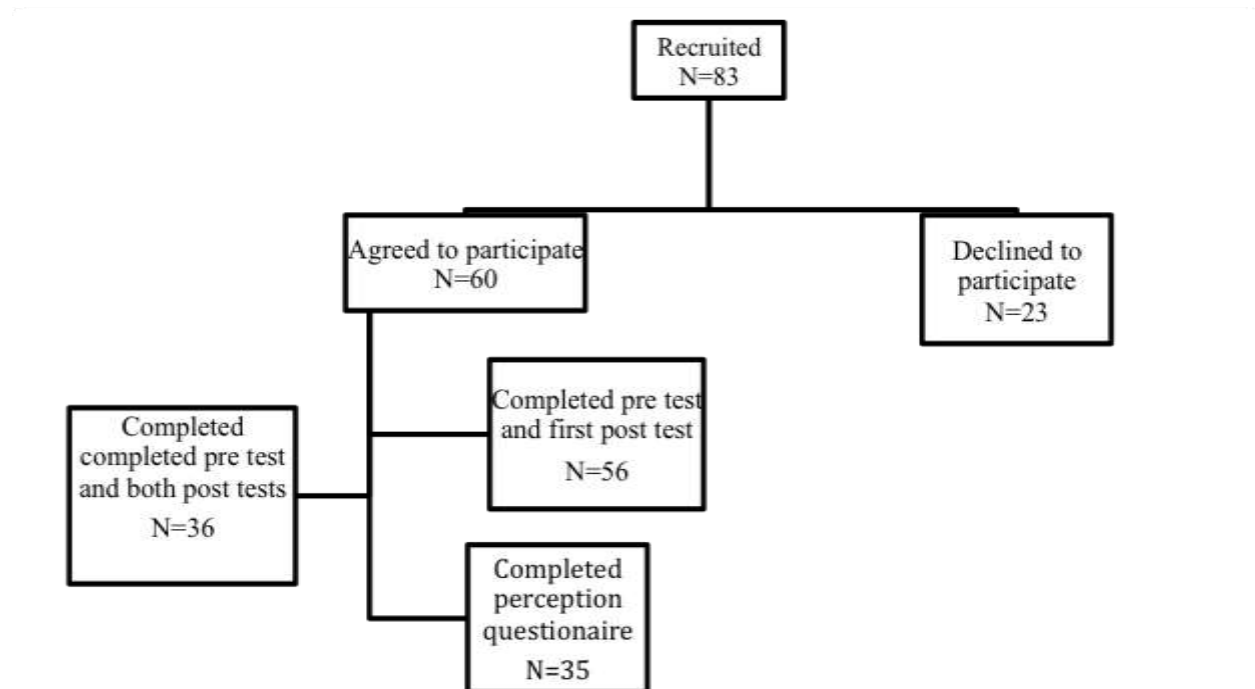 Recruited
N=83
Agreed to participate
N=60
Declined to
participate
N=23
Completed pre test
and first post test
N=56
Completed
completed pre test
and both post tests
N=36
Completed
perception
questionaire
N=35